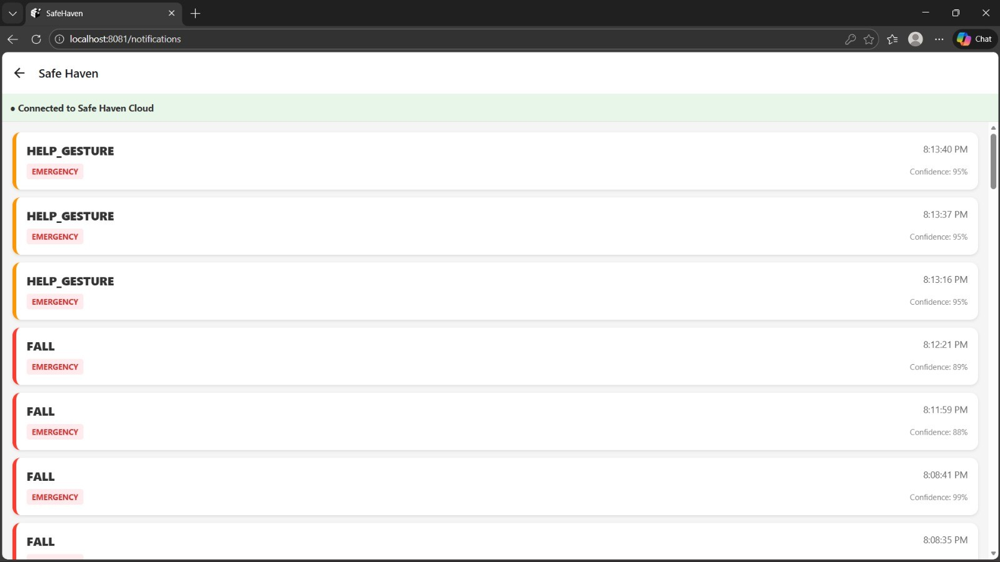 SafeHaven
localhost:8081/notifications
Chat
Safe Haven
• Connected to Safe Haven Cloud
HELP_GESTURE
8:13:40 PM
EMERGENCY
Confidence: 95%
HELP_GESTURE
8:13:37 PM
EMERGENCY
Confidence: 95%
HELP_GESTURE
8:13:16 PM
EMERGENCY
Confidence: 95%
FALL
8:12:21 PM
EMERGENCY
Confidence: 89%
FALL
8:11:59 PM
EMERGENCY
Confidence: 88%
FALL
8:08:41 PM
EMERGENCY
Confidence: 99%
FALL
8:08:35 PM